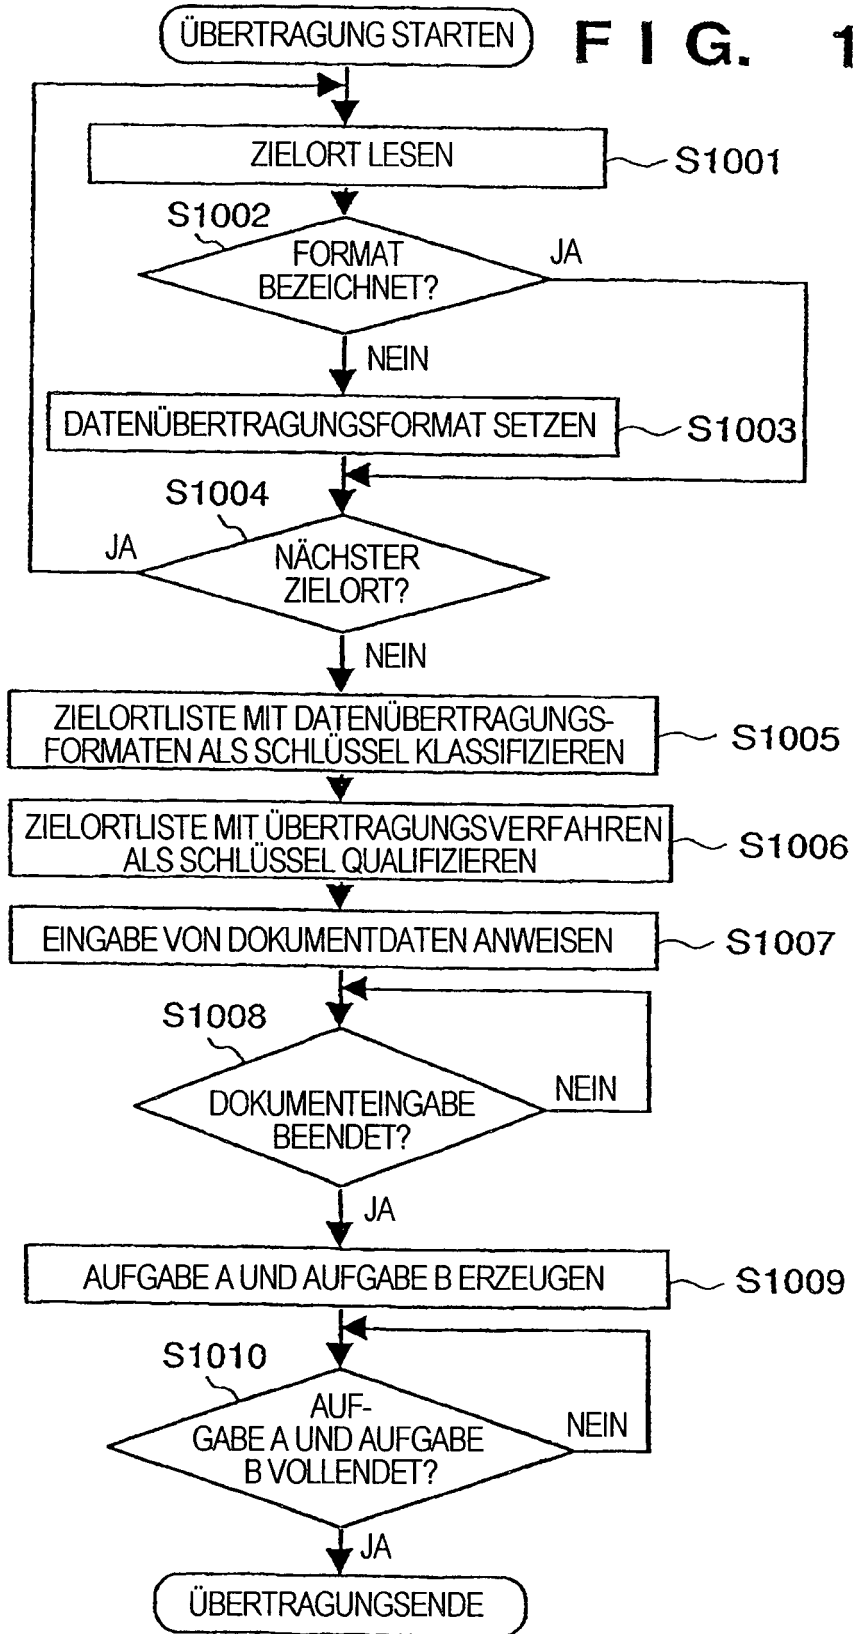 ÜBERTRAGUNG STARTEN
FIG. 1
ZIELORT LESEN
S1001
S1002
FORMAT
BEZEICHNET?
JA
NEIN
DATENÜBERTRAGUNGSFORMAT SETZEN
S1003
S1004
JA
NÄCHSTER
ZIELORT?
NEIN
ZIELORTLISTE MIT DATENÜBERTRAGUNGS-
FORMATEN ALS SCHLÜSSEL KLASSIFIZIEREN
S1005
ZIELORTLISTE MIT ÜBERTRAGUNGSVERFAHREN
ALS SCHLÜSSEL QUALIFIZIEREN
S1006
EINGABE VON DOKUMENTDATEN ANWEISEN
S1007
S1008
DOKUMENTEINGABE
BEENDET?
NEIN
JA
AUFGABE A UND AUFGABE B ERZEUGEN
S1009
S1010
AUF-
GABE A UND AUFGABE
B VOLLENDET?
NEIN
JA
ÜBERTRAGUNGSENDE